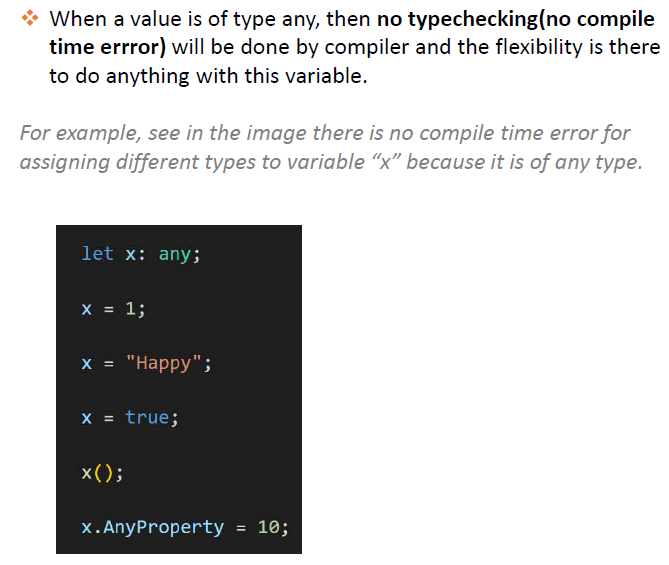 When a value is of type any, then no typechecking(no compile
time errror) will be done by compiler and the flexibility is there
to do anything with this variable.
For example, see in the image there is no compile time error for
assigning different types to variable “x” because it is of any type.
let x: any;
x = 1;
x = "Happy";
x = true;
x();
x.AnyProperty = 10;